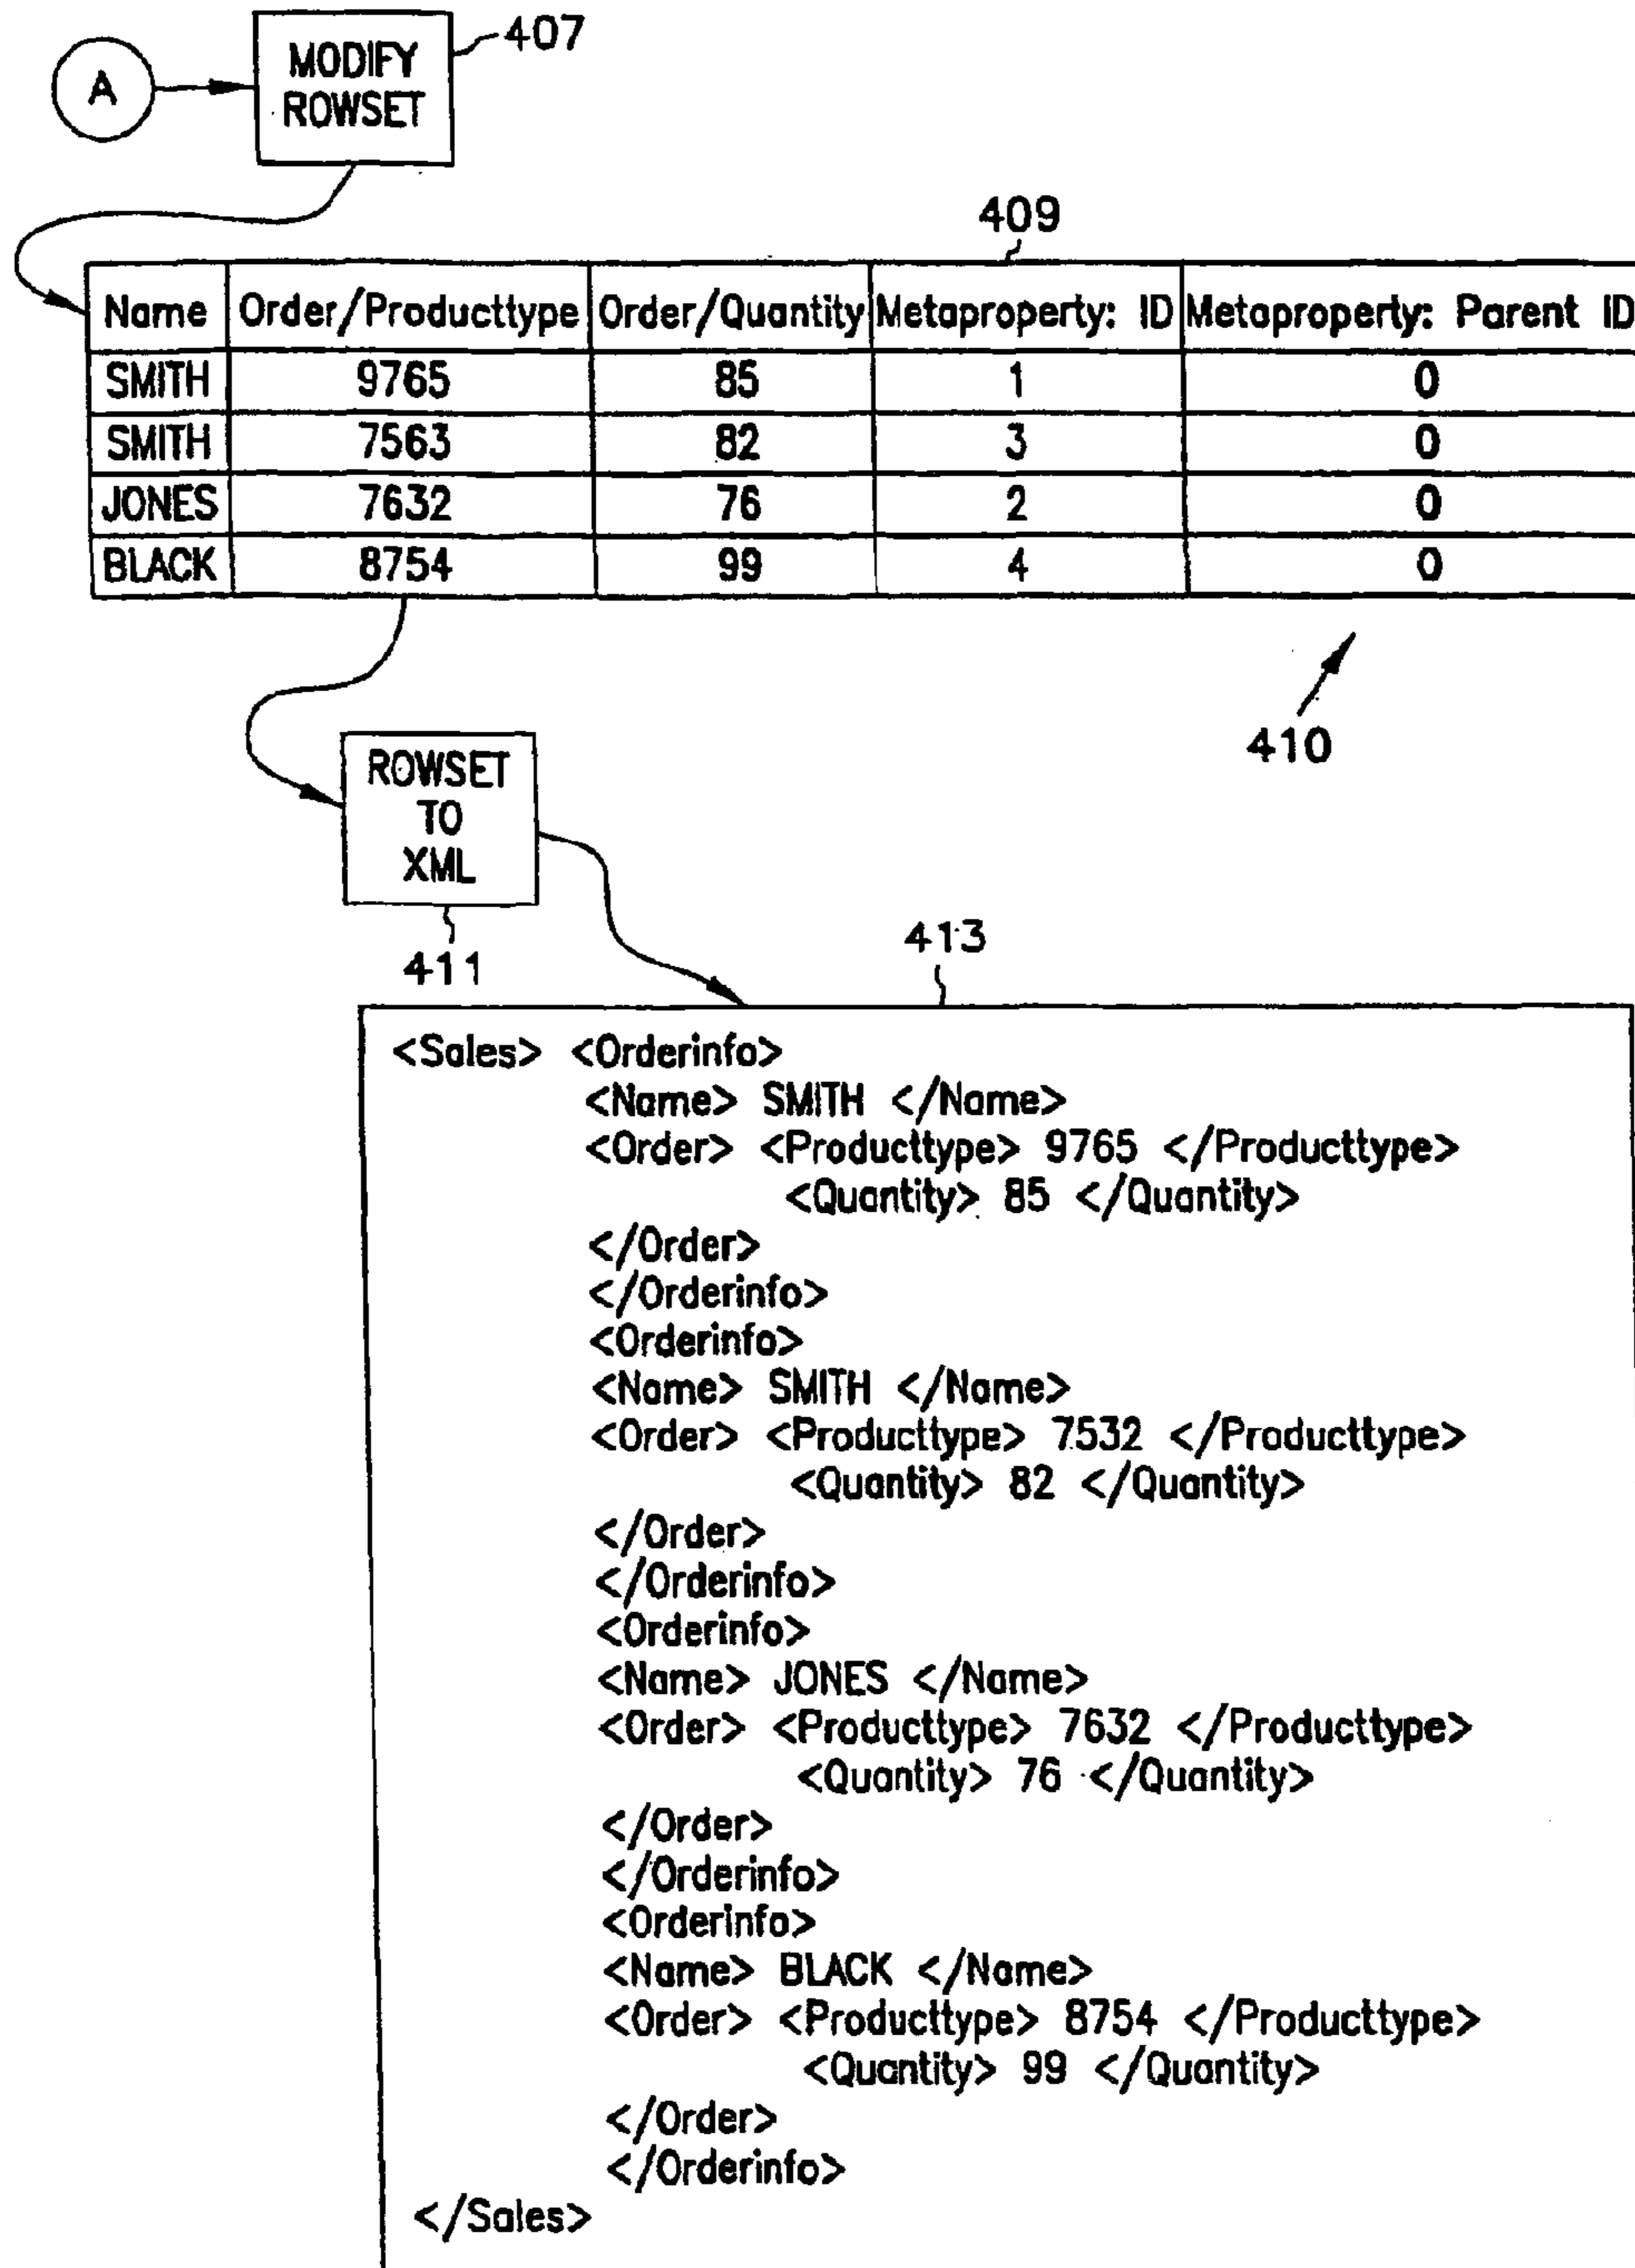 A
MODIFY
ROWSET
407
409
Name Order/Producttype Order/Quantity Metaproperty: ID Metaproperty: Parent ID
SMITH 9765 85 1 0
SMITH 7563 82 3 0
JONES 7632 76 2 0
BLACK 8754 99 4 0
410
ROWSET
TO
XML
411
413
<Sales> <Orderinfo>
<Name> SMITH </Name>
<Order> <Producttype> 9765 </Producttype>
<Quantity> 85 </Quantity>
</Order>
</Orderinfo>
<Orderinfo>
<Name> SMITH </Name>
<Order> <Producttype> 7532 </Producttype>
<Quantity> 82 </Quantity>
</Order>
</Orderinfo>
<Orderinfo>
<Name> JONES </Name>
<Order> <Producttype> 7632 </Producttype>
<Quantity> 76 </Quantity>
</Order>
</Orderinfo>
<Orderinfo>
<Name> BLACK </Name>
<Order> <Producttype> 8754 </Producttype>
<Quantity> 99 </Quantity>
</Order>
</Orderinfo>
</Sales>